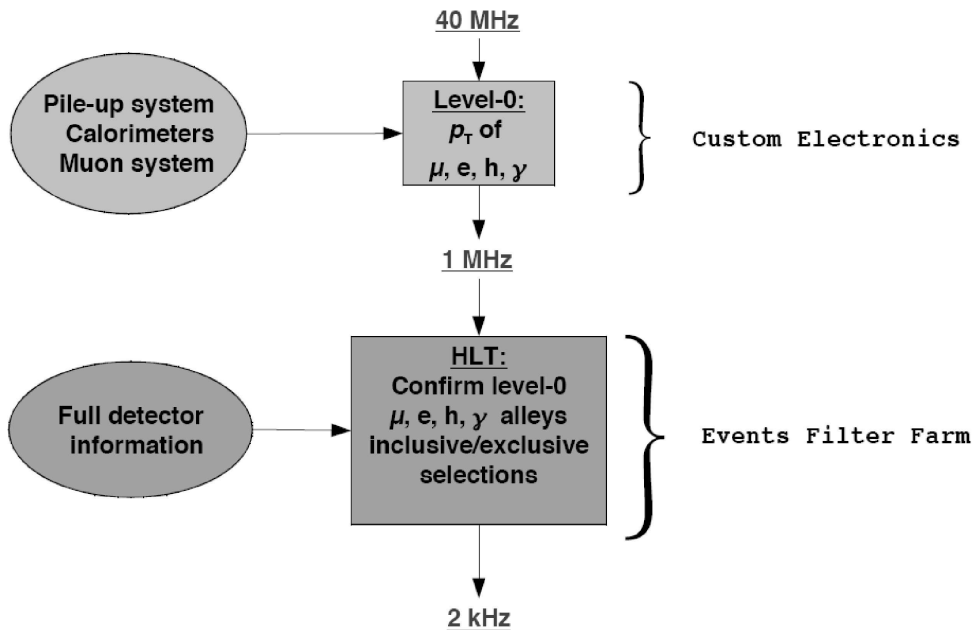 40 MHz
Pile-up system
Calorimeters
Muon system
Level-0:
pT of
μ, e, h, γ
Custom Electronics
1 MHz
Full detector
information
HLT:
Confirm level-0
μ, e, h, γ alleys
inclusive/exclusive
selections
Events Filter Farm
2 kHz